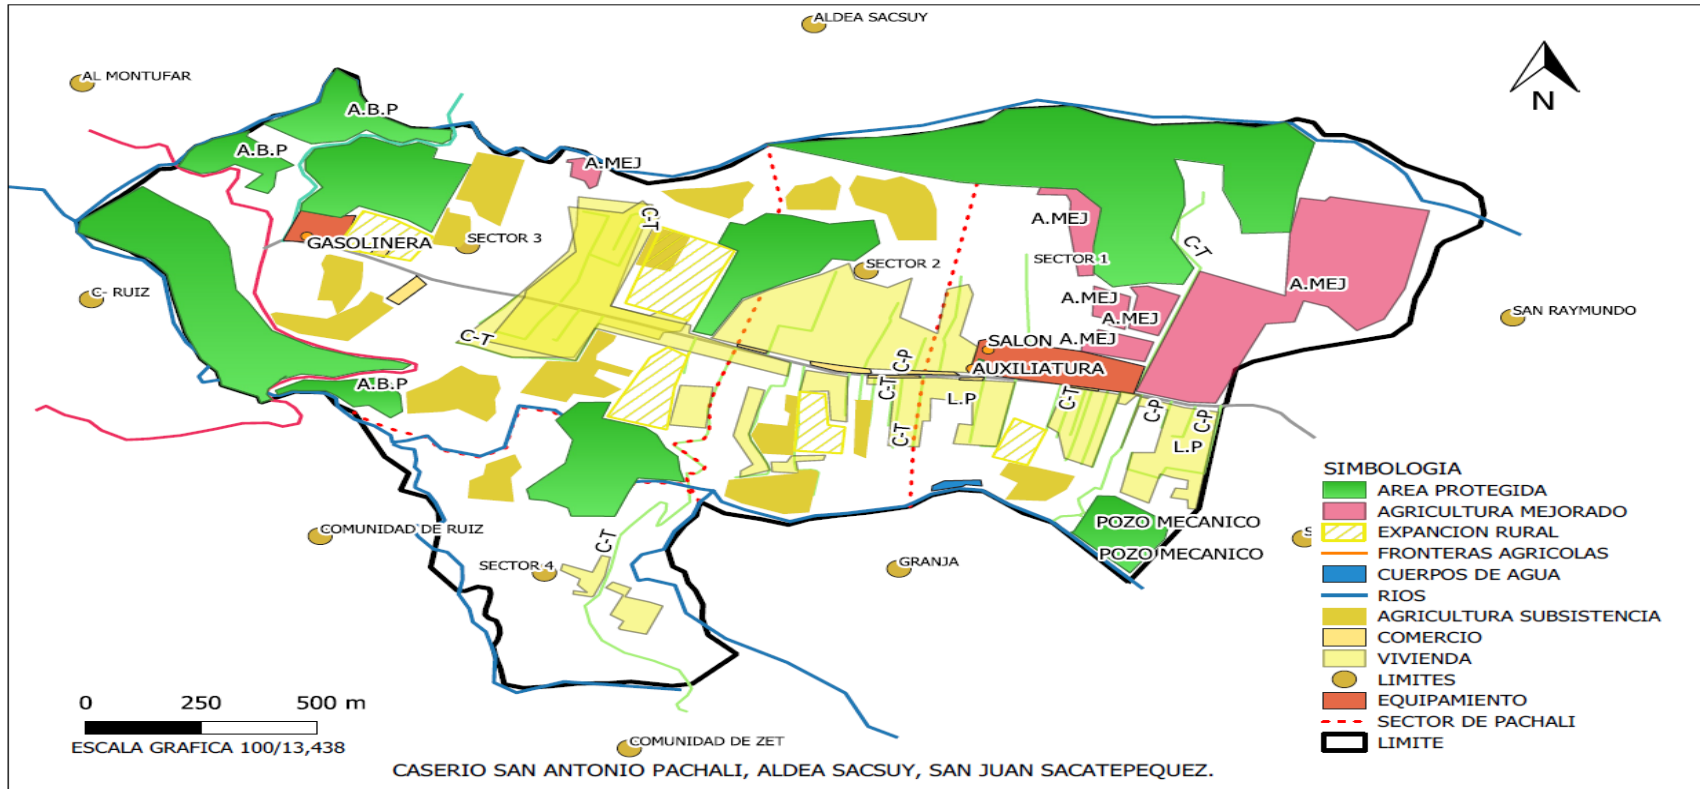 ALDEA SACSUY
AL MONTUFAR
A.B.P
A.B.P
A.MEJ
N
C-T
A.MEJ
GASOLINERA
SECTOR 3
C-T
SECTOR 1
SECTOR 2
A.MEJ
C- RUIZ
A.MEJ
SAN RAYMUNDO
A.MEJ
C-T
A.MEJ
SALON
C-P
AUXILIATURA
A.B.P
C-T
L.P
C-T
C-P
C-P
C-T
L.P
SIMBOLOGIA
AREA PROTEGIDA
AGRICULTURA MEJORADO
EXPANCION RURAL
FRONTERAS AGRICOLAS
CUERPOS DE AGUA
RIOS
AGRICULTURA SUBSISTENCIA
COMERCIO
VIVIENDA
LIMITES
EQUIPAMIENTO
SECTOR DE PACHALI
LIMITE
POZO MECANICO
POZO MECANICO
S
COMUNIDAD DE RUIZ
C-T
GRANJA
SECTOR 4
0 250 500 m
ESCALA GRAFICA 100/13,438
COMUNIDAD DE ZET
CASERIO SAN ANTONIO PACHALI, ALDEA SACSUY, SAN JUAN SACATEPEQUEZ.